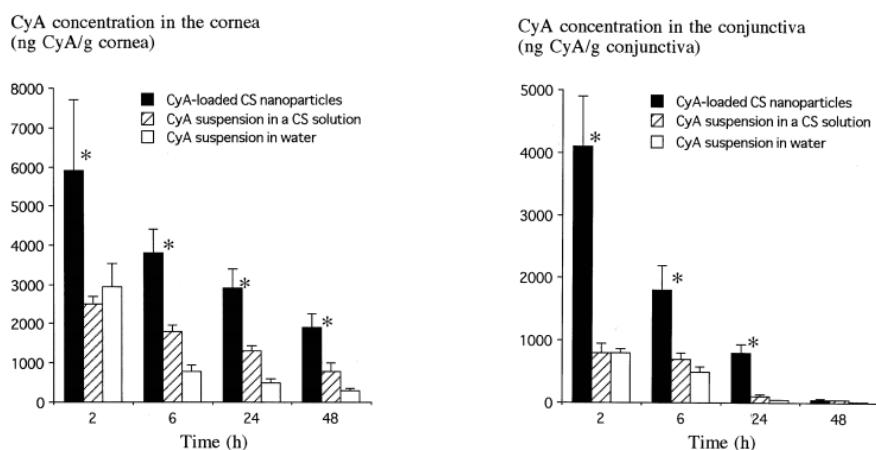 CyA concentration in the cornea
(ng CyA/g cornea)
8000
7000
6000
5000
4000
3000
2000
1000
0
CyA-loaded CS nanoparticles
CyA suspension in a CS solution
CyA suspension in water
*
*
*
*
2
6
24
48
Time (h)
CyA concentration in the conjunctiva
(ng CyA/g conjunctiva)
5000
4000
3000
2000
1000
0
CyA-loaded CS nanoparticles
CyA suspension in a CS solution
CyA suspension in water
*
*
*
2
6
24
48
Time (h)